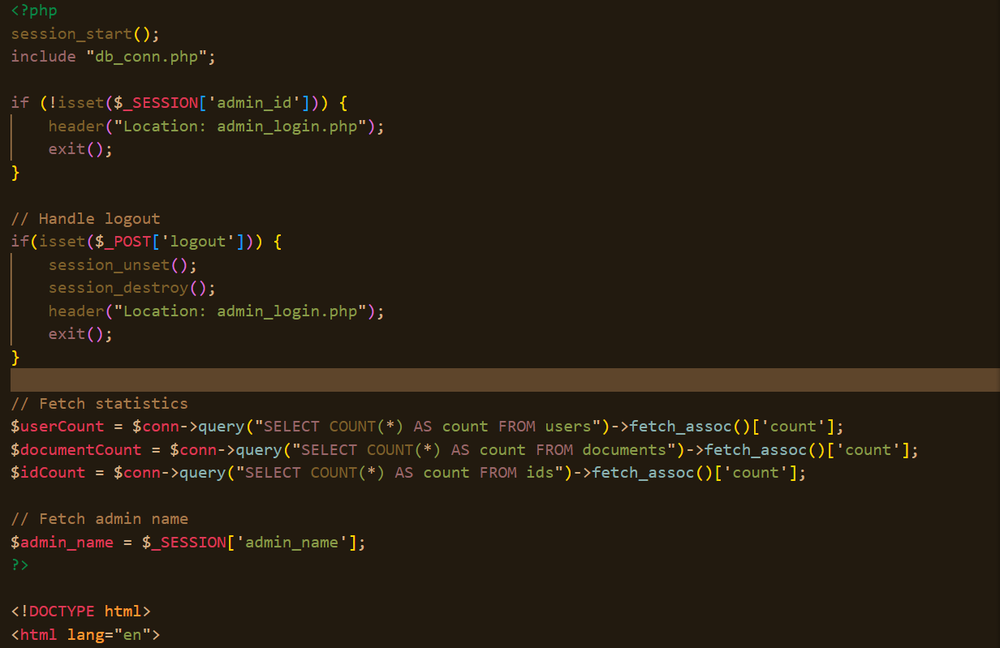 <?php
session_start();
include "db_conn.php";

if (!isset($_SESSION['admin_id'])) {
    header("Location: admin_login.php");
    exit();
}

// Handle logout
if(isset($_POST['logout'])) {
    session_unset();
    session_destroy();
    header("Location: admin_login.php");
    exit();
}

// Fetch statistics
$userCount = $conn->query("SELECT COUNT(*) AS count FROM users")->fetch_assoc()['count'];
$documentCount = $conn->query("SELECT COUNT(*) AS count FROM documents")->fetch_assoc()['count'];
$idCount = $conn->query("SELECT COUNT(*) AS count FROM ids")->fetch_assoc()['count'];

// Fetch admin name
$admin_name = $_SESSION['admin_name'];
?>

<!DOCTYPE html>
<html lang="en">